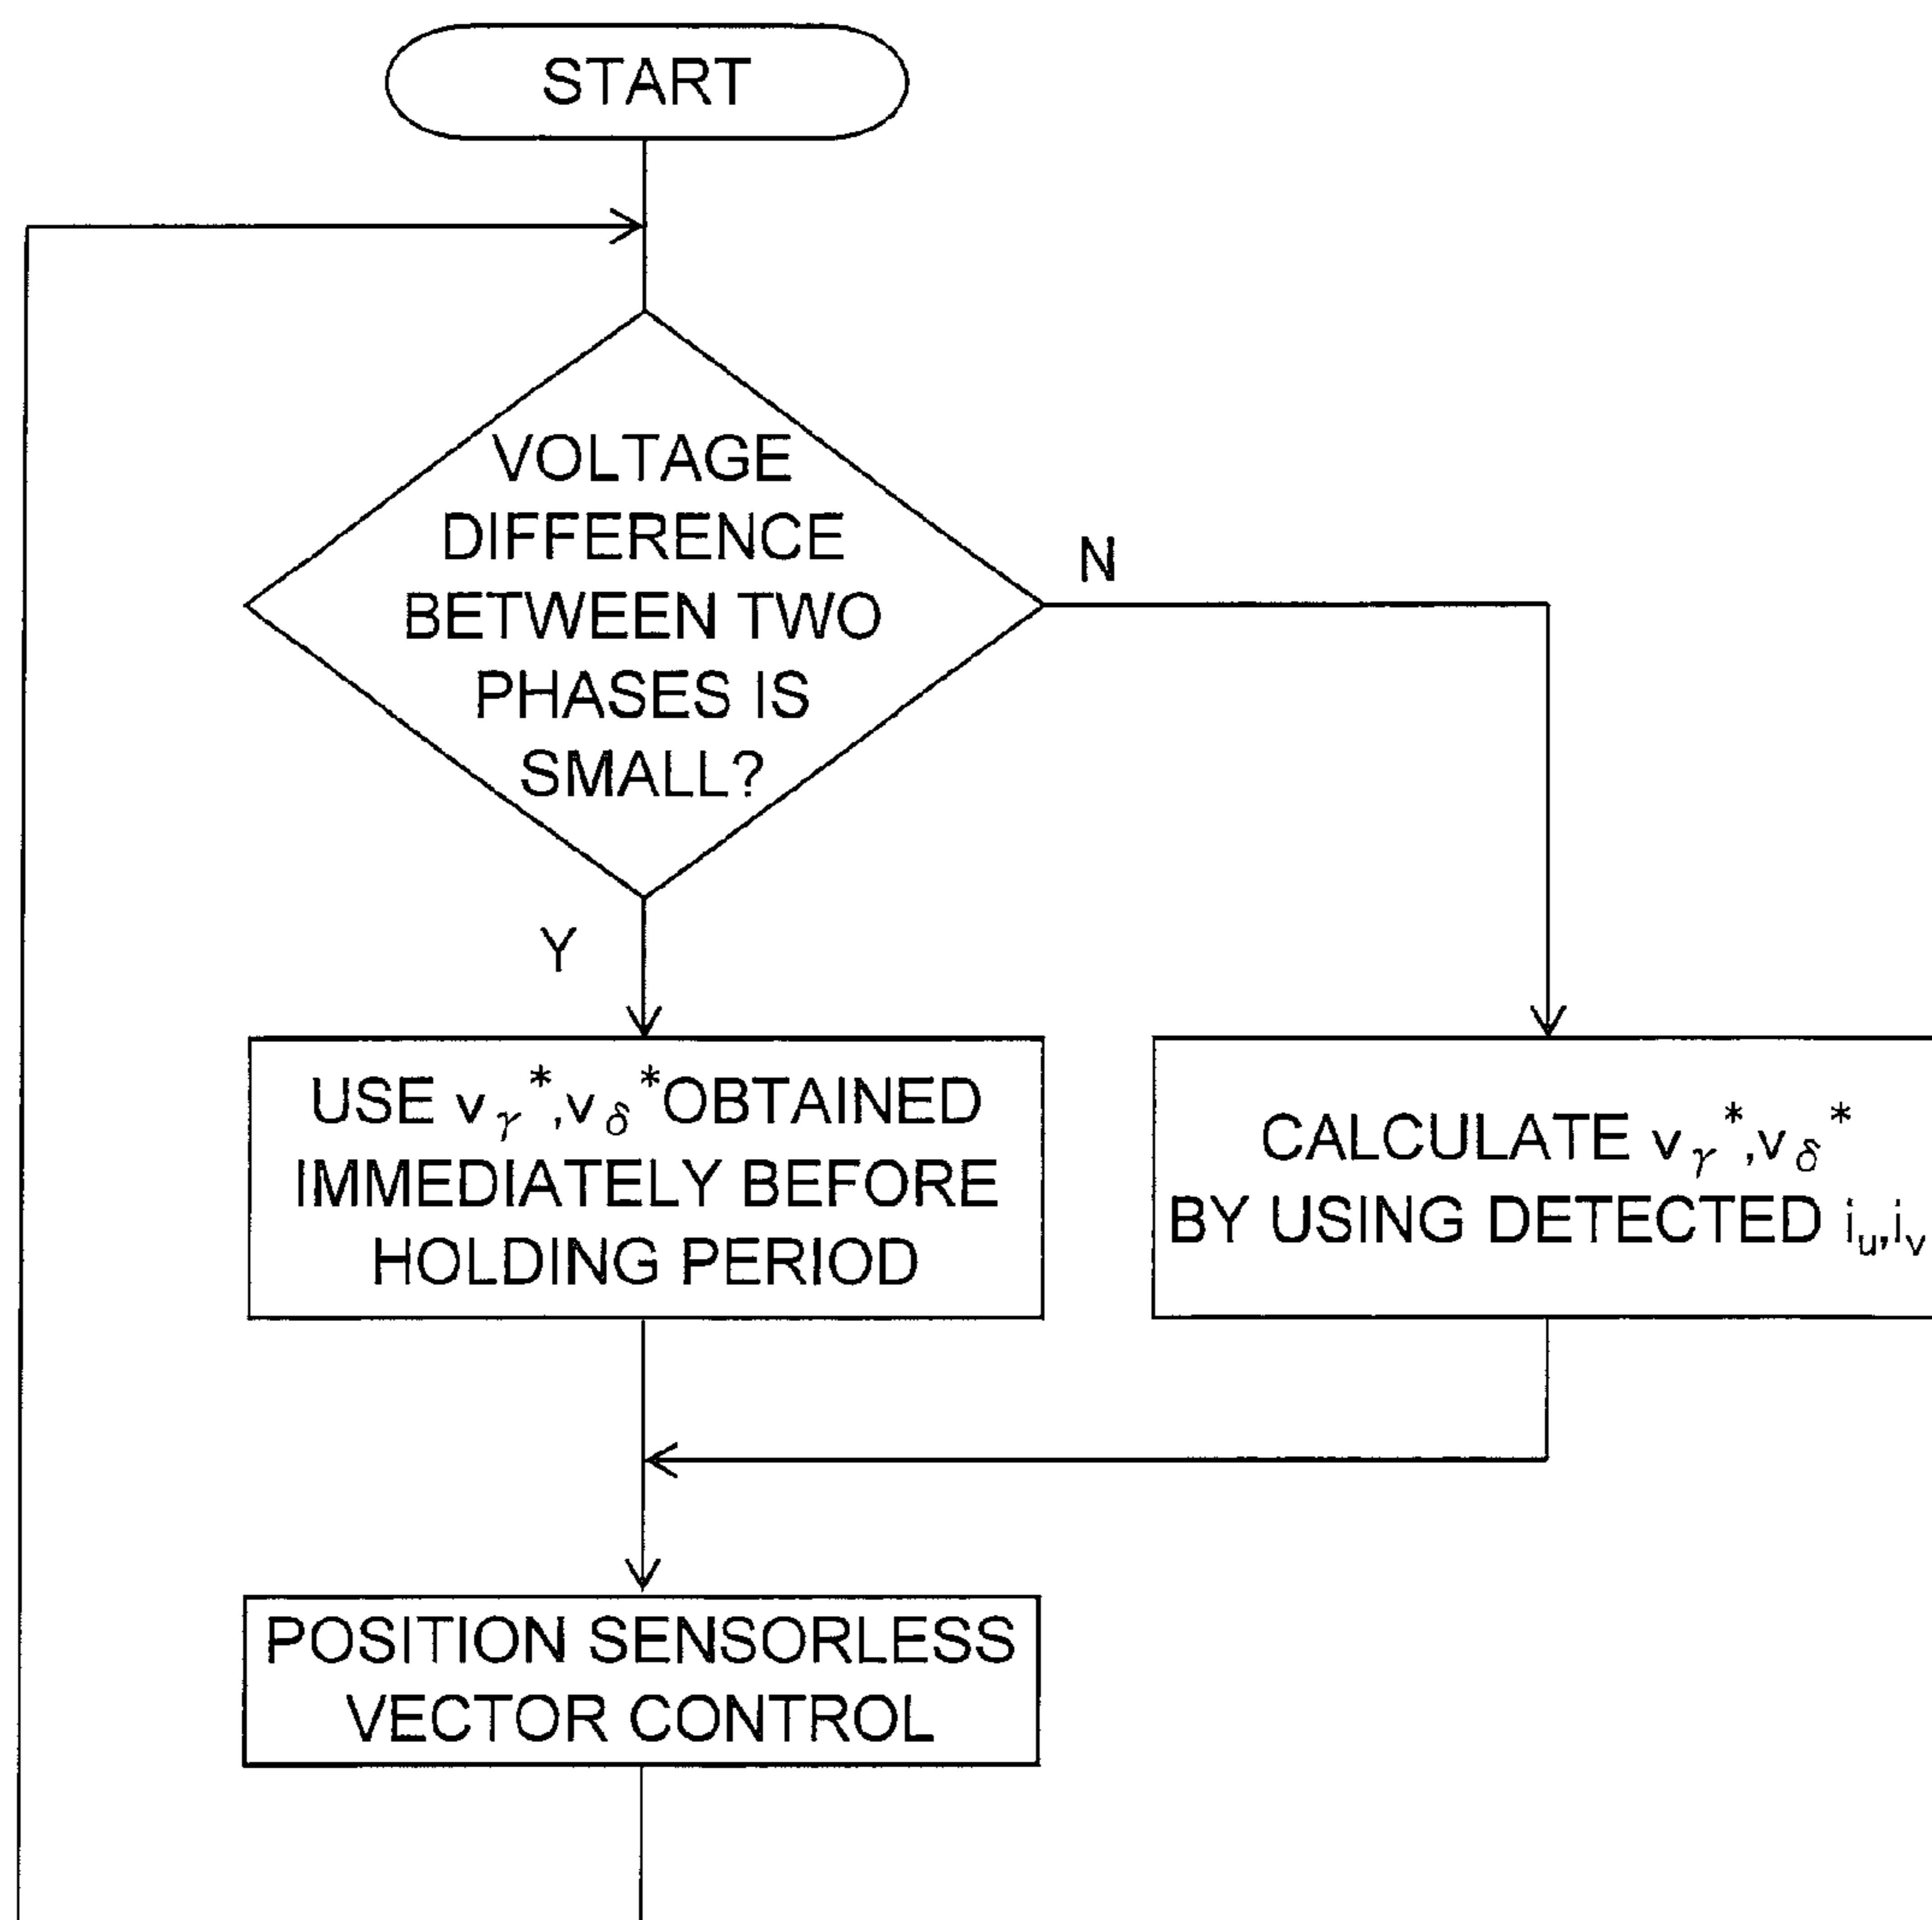 START
VOLTAGE
DIFFERENCE
BETWEEN TWO
PHASES IS
SMALL?
N
Y
USE vγ*,vδ*OBTAINED
IMMEDIATELY BEFORE
HOLDING PERIOD
CALCULATE vγ*,vδ*
BY USING DETECTED iu,iv
POSITION SENSORLESS
VECTOR CONTROL